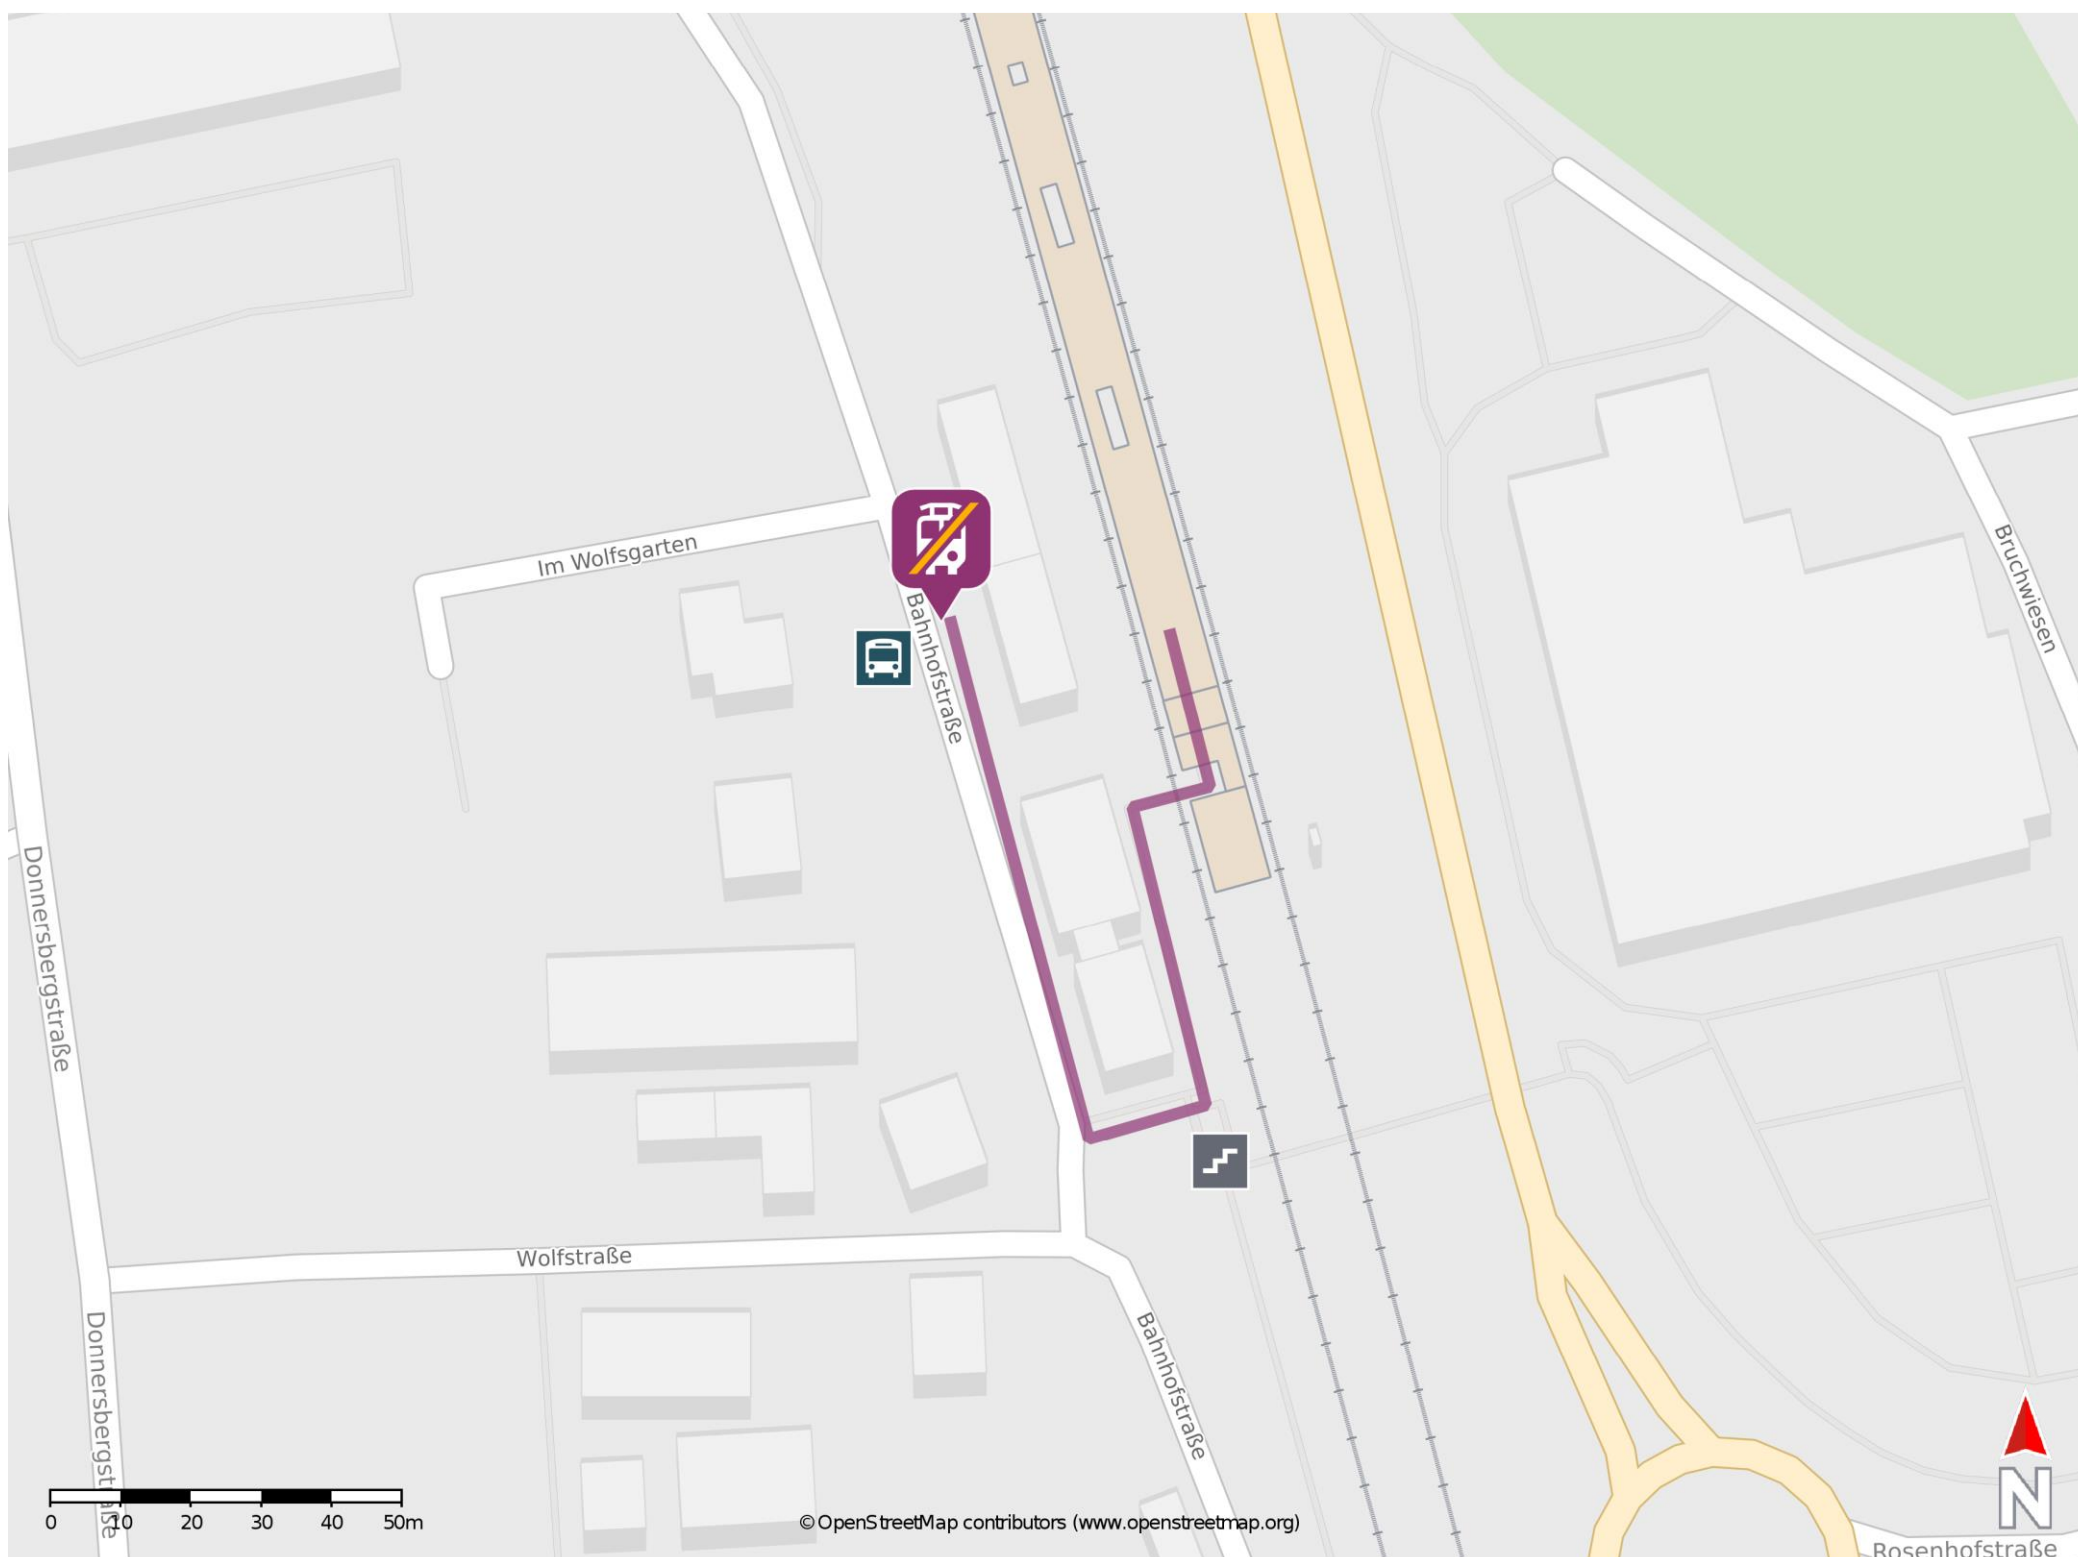 Im Wolfsgarten
Bahnhofstraße
Bruchwiesen
Donnersbergstraße
Wolfstraße
Donnersbergstraße
Bahnhofstraße
0 10 20 30 40 50m
© OpenStreetMap contributors (www.openstreetmap.org)
N
Rosenhofstraße